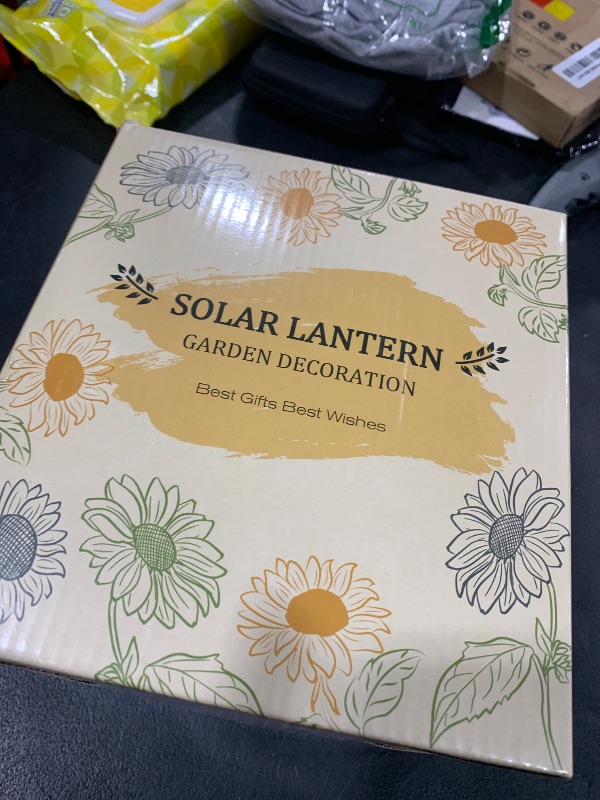 SOLAR LANTERN
GARDEN DECORATION
Best Gifts Best Wishes